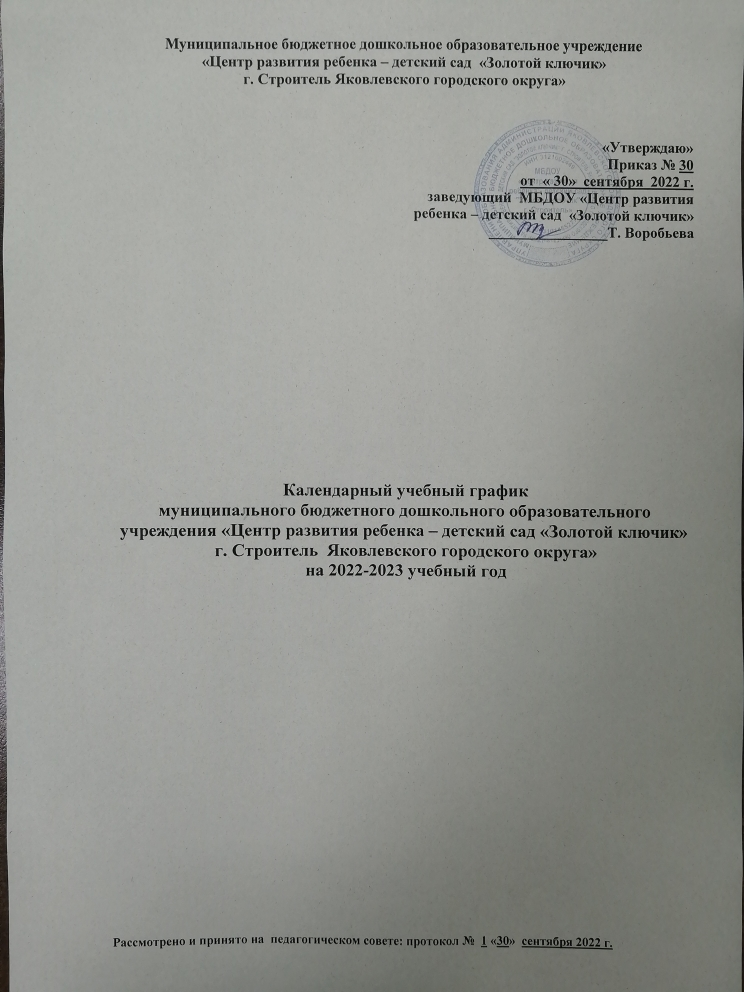 Муниципальное бюджетное дошкольное образовательное учреждение
«Центр развития ребенка – детский сад «Золотой ключик»
г. Строитель Яковлевского городского округа»
«Утверждаю»
Приказ № 30
от « 30» сентября 2022 г.
заведующий МБДОУ «Центр развития
ребенка – детский сад «Золотой ключик»
Т. Воробьева
Календарный учебный график
муниципального бюджетного дошкольного образовательного
учреждения «Центр развития ребенка – детский сад «Золотой ключик»
г. Строитель Яковлевского городского округа»
на 2022-2023 учебный год
Рассмотрено и принято на педагогическом совете: протокол № 1 «30» сентября 2022 г.